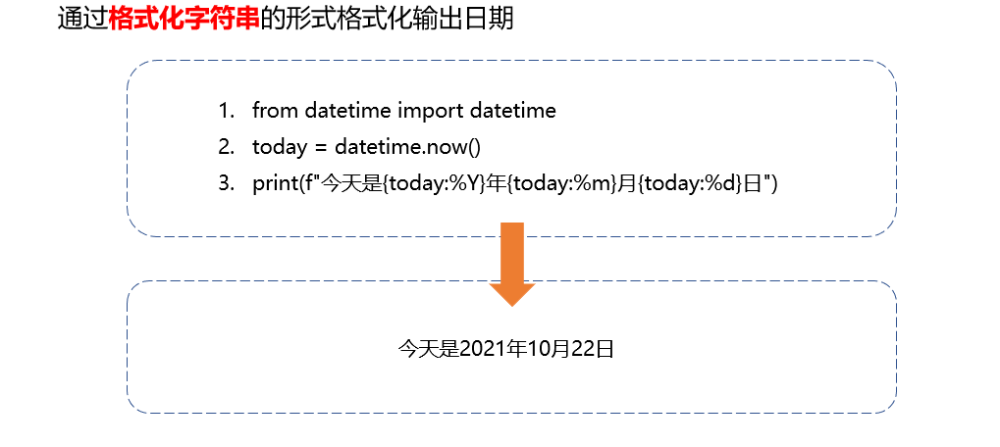 通过格式化字符串的形式格式化输出日期
1. from datetime import datetime
2. today = datetime.now()
3. print(f"今天是{today:%Y}年{today:%m}月{today:%d}日")
今天是2021年10月22日